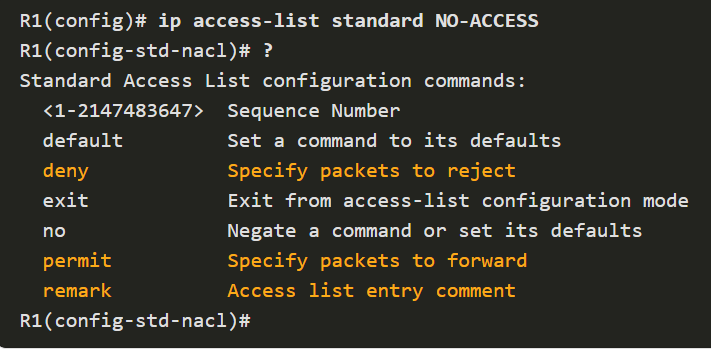 R1(config)# ip access-list standard NO-ACCESS
R1(config-std-nacl)# ?
Standard Access List configuration commands:
  <1-2147483647>  Sequence Number
  default         Set a command to its defaults
  deny            Specify packets to reject
  exit            Exit from access-list configuration mode
  no              Negate a command or set its defaults
  permit          Specify packets to forward
  remark          Access list entry comment
R1(config-std-nacl)#